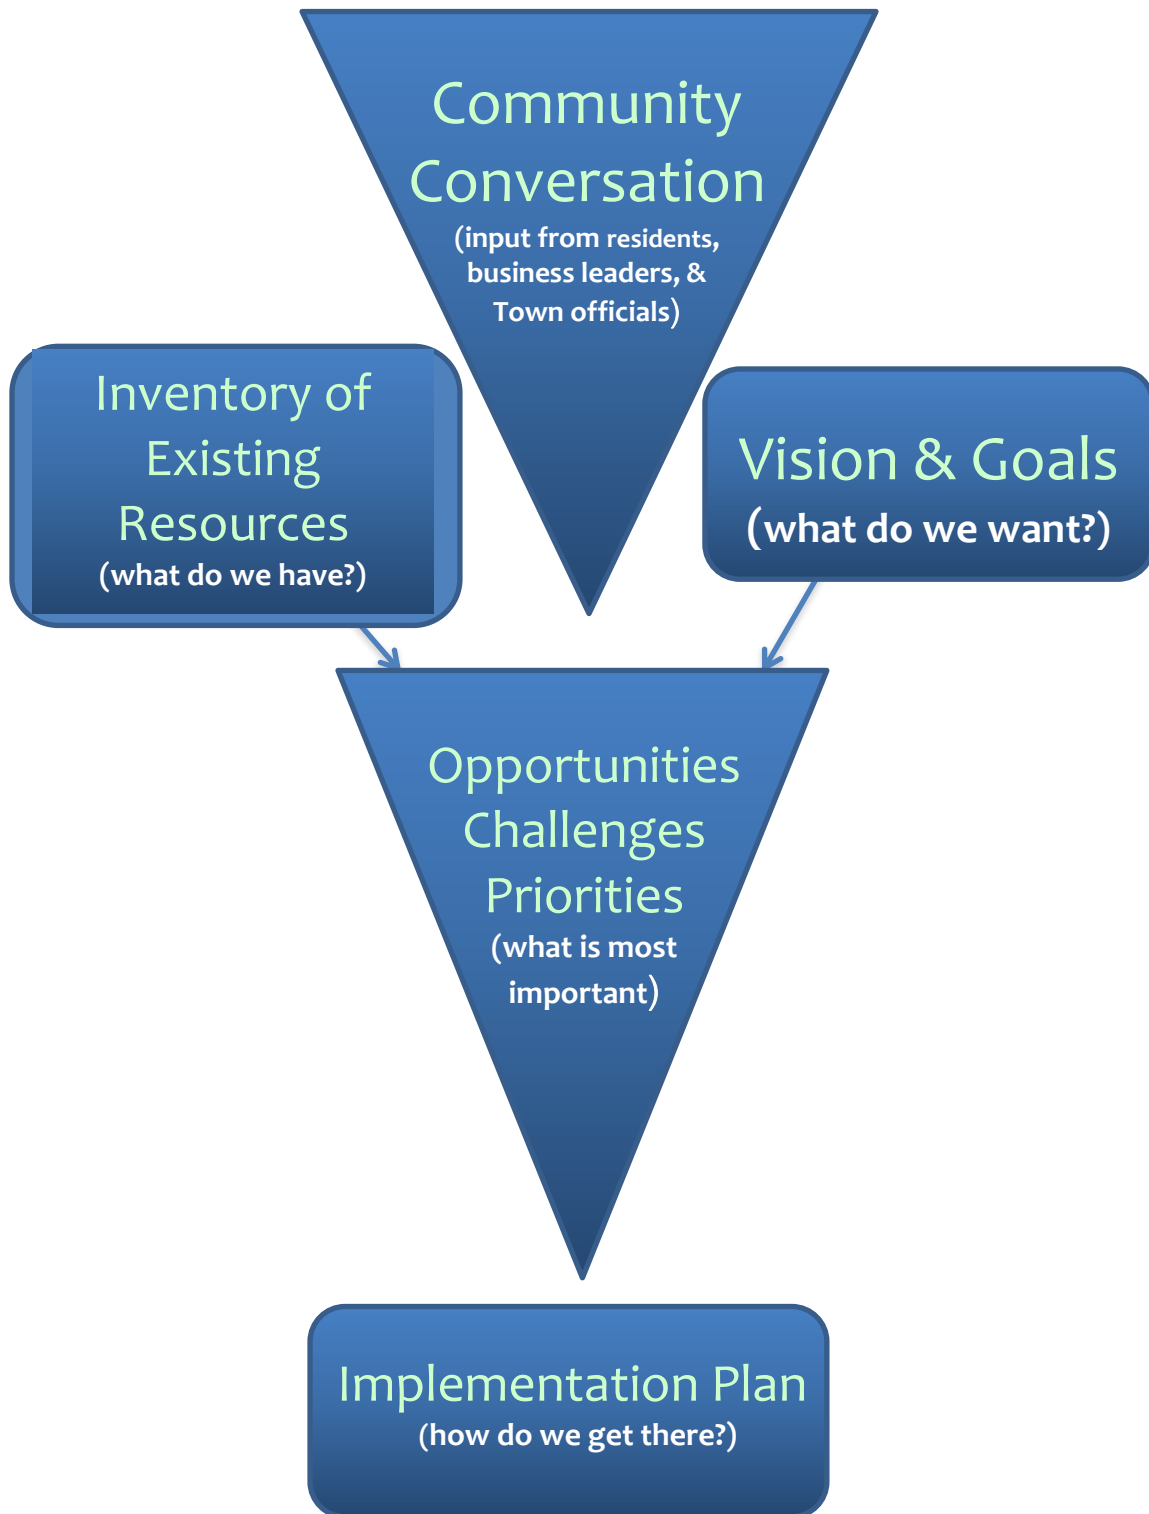 Community
Conversation
(input from residents,
business leaders, &
Town officials)
Inventory of
Existing
Resources
(what do we have?)
Vision & Goals
(what do we want?)
Opportunities
Challenges
Priorities
(what is most
important)
Implementation Plan
(how do we get there?)